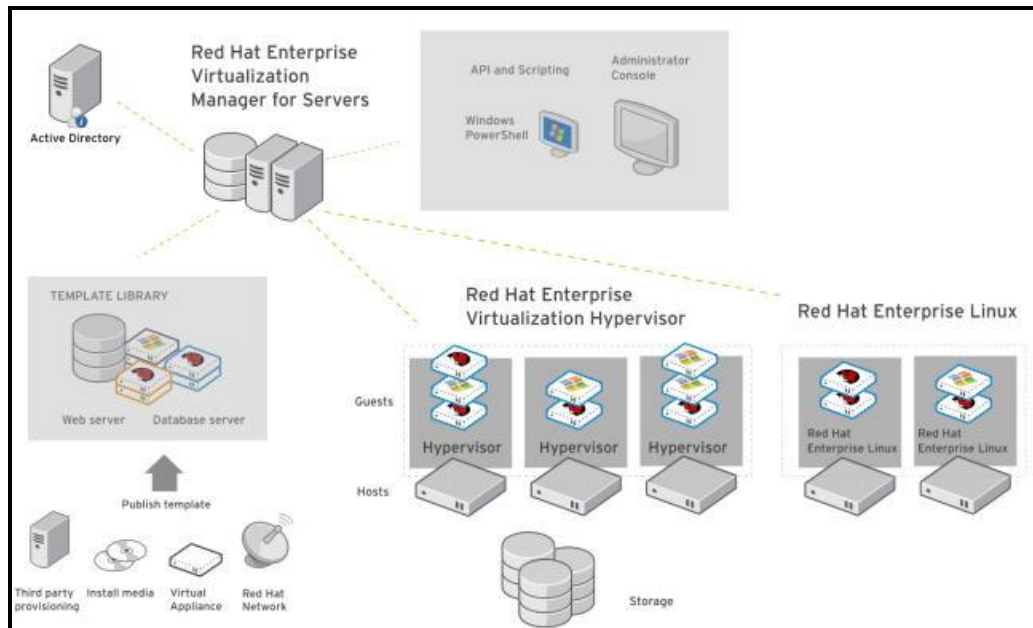 Red Hat Enterprise
Virtualization
Manager for Servers
Active Directory
API and Scripting
Administrator
Console
Windows
PowerShell
TEMPLATE LIBRARY
Web server
Database server
Publish template
Third party
provisioning
Install media
Virtual
Appliance
Red Hat
Network
Red Hat Enterprise
Virtualization Hypervisor
Red Hat Enterprise Linux
Guests
Hypervisor
Hypervisor
Hypervisor
Red Hat
Enterprise Linux
Red Hat
Enterprise Linux
Hosts
Storage